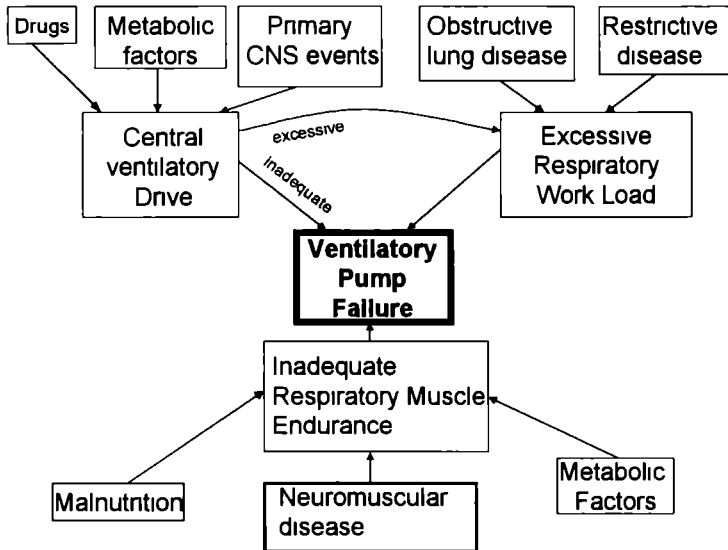 Drugs
Metabolic
factors
Primary
CNS events
Obstructive
lung disease
Restrictive
disease
Central
ventilatory
Drive
excessive
inadequate
Excessive
Respiratory
Work Load
Ventilatory
Pump
Failure
Inadequate
Respiratory Muscle
Endurance
Malnutrition
Neuromuscular
disease
Metabolic
Factors